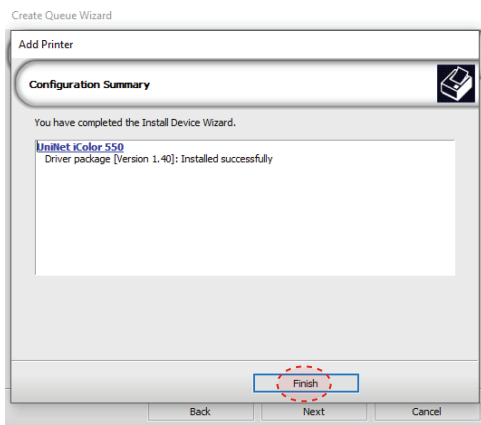 Create Queue Wizard
Add Printer
Configuration Summary
You have completed the Install Device Wizard.
UniNet iColor 550
Driver package [Version 1.40]: Installed successfully
Finish
Back Next Cancel